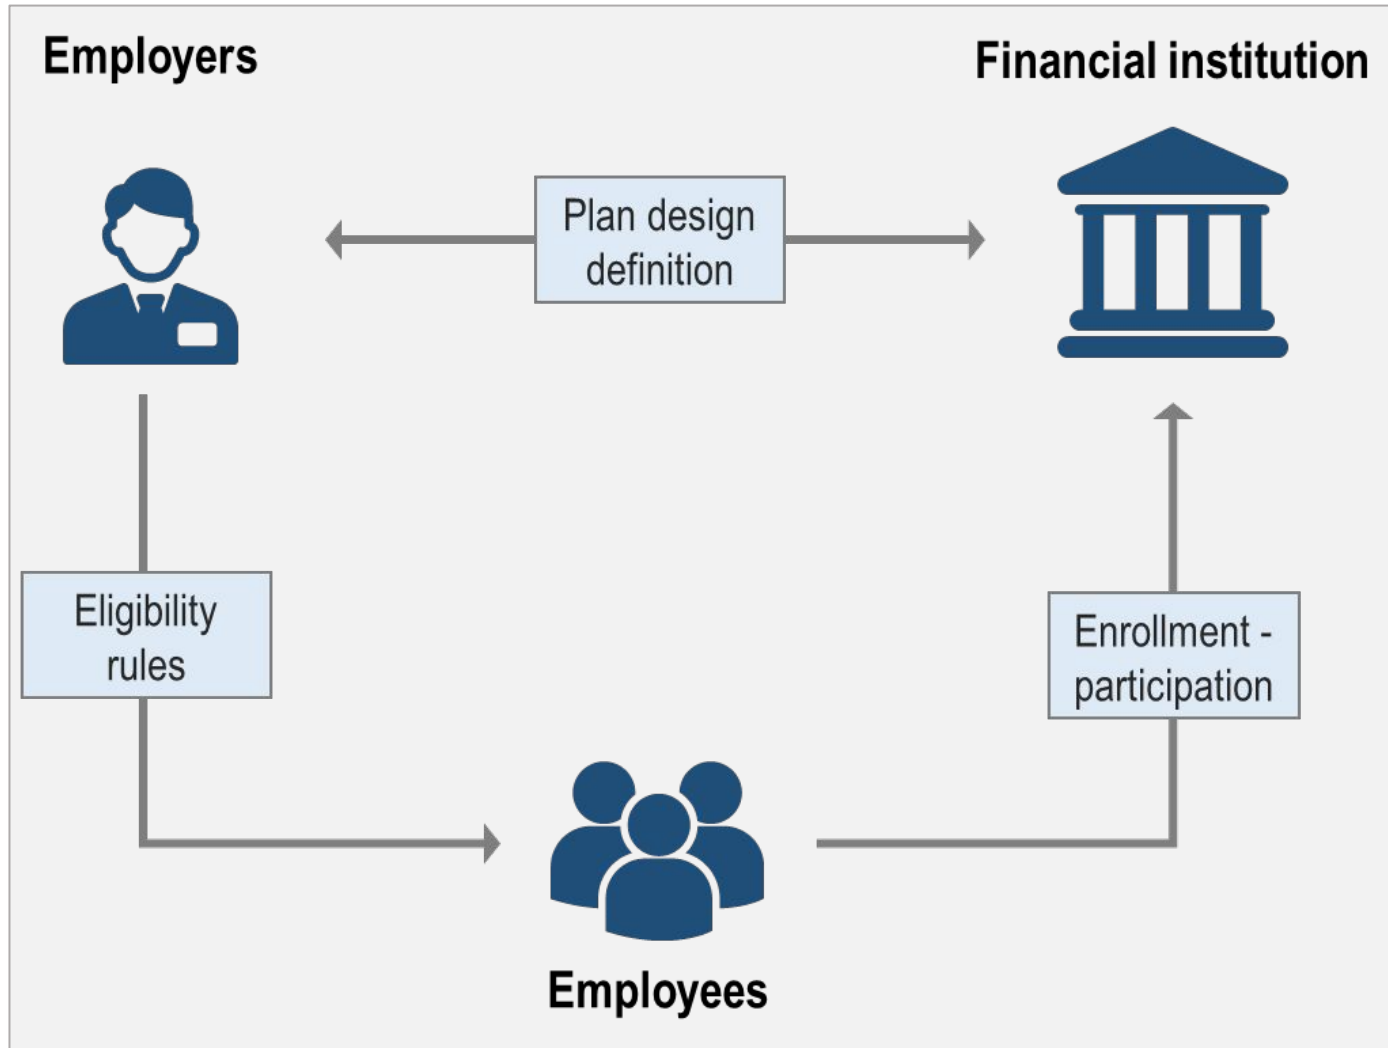 Employers
Financial institution
Plan design
definition
Eligibility
rules
Enrollment -
participation
Employees